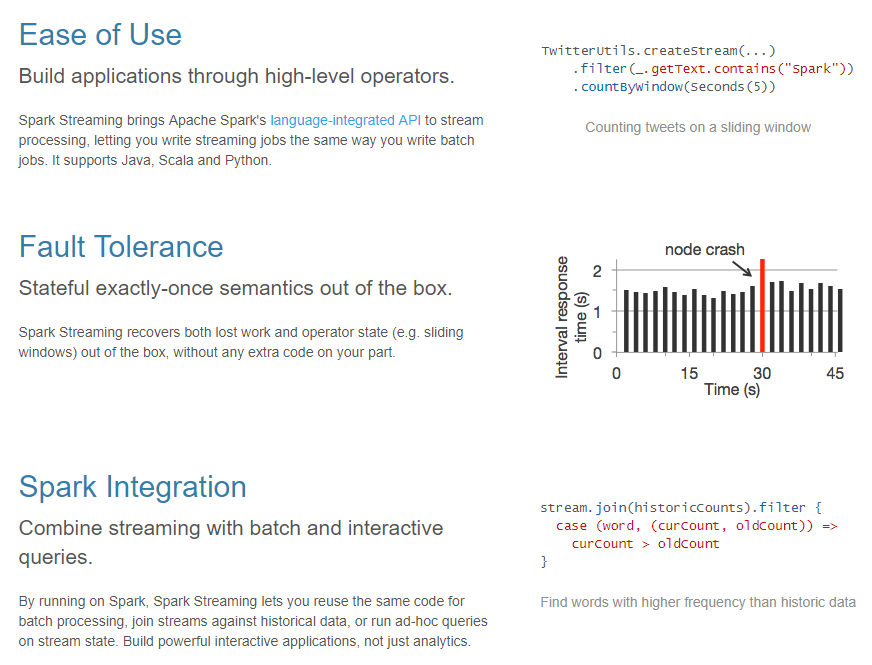 Ease of Use
Build applications through high-level operators.
Spark Streaming brings Apache Spark's language-integrated API to stream
processing, letting you write streaming jobs the same way you write batch
jobs. It supports Java, Scala and Python.
TwitterUtils.createStream(...)
.filter(_.getText.contains("Spark"))
.countByWindow(Seconds(5))
Counting tweets on a sliding window
Fault Tolerance
Stateful exactly-once semantics out of the box.
Spark Streaming recovers both lost work and operator state (e.g. sliding
windows) out of the box, without any extra code on your part.
node crash
Interval response
time (s)
2
1
0
0 15 30 45
Time (s)
Spark Integration
Combine streaming with batch and interactive
queries.
By running on Spark, Spark Streaming lets you reuse the same code for
batch processing, join streams against historical data, or run ad-hoc queries
on stream state. Build powerful interactive applications, not just analytics.
stream.join(historicCounts).filter {
case (word, (curCount, oldCount)) =>
curCount > oldCount
}
Find words with higher frequency than historic data